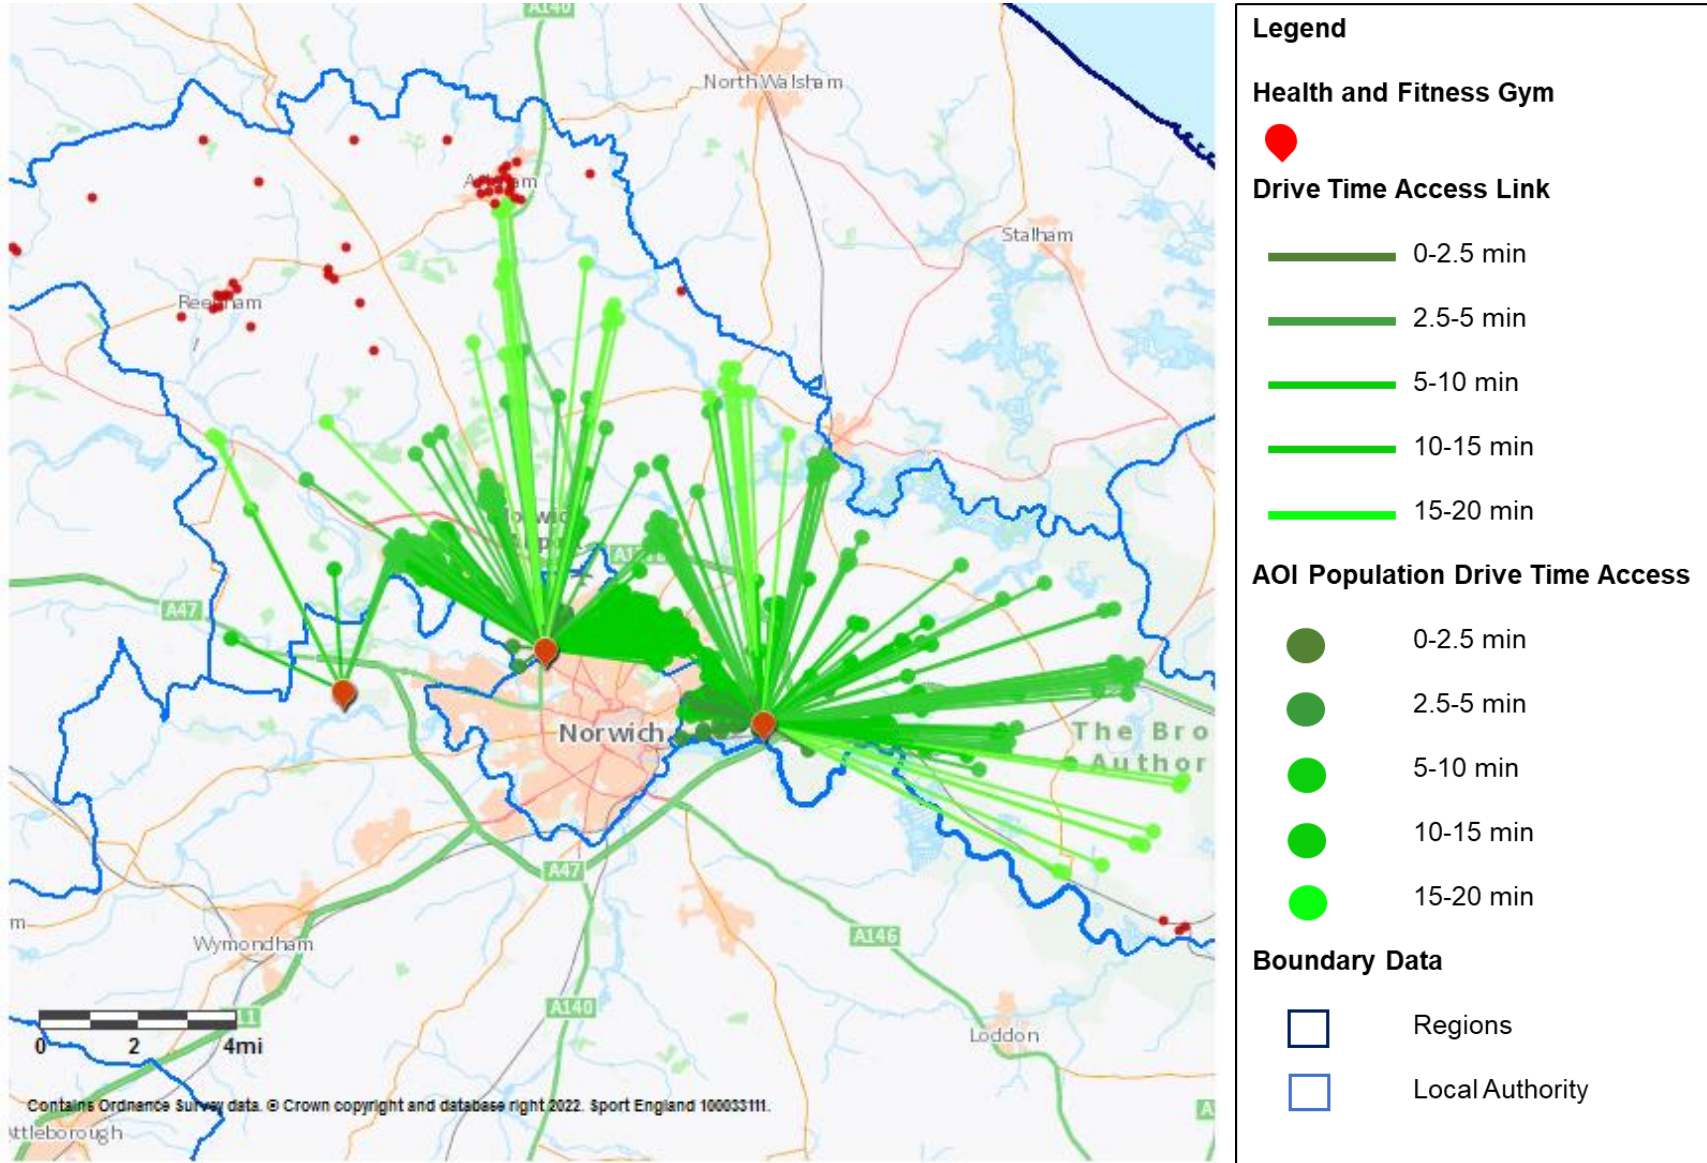 A140
North Walsham
Stalham
A47
Norwich
The Bro
Author
A47
Wymondham
A146
A140
11
Loddon
0 2 4mi
Contains Ordnance Survey data. © Crown copyright and database right 2022. Sport England 100033111.
ttleborough
Legend
Health and Fitness Gym
Drive Time Access Link
0-2.5 min
2.5-5 min
5-10 min
10-15 min
15-20 min
AOI Population Drive Time Access
0-2.5 min
2.5-5 min
5-10 min
10-15 min
15-20 min
Boundary Data
Regions
Local Authority